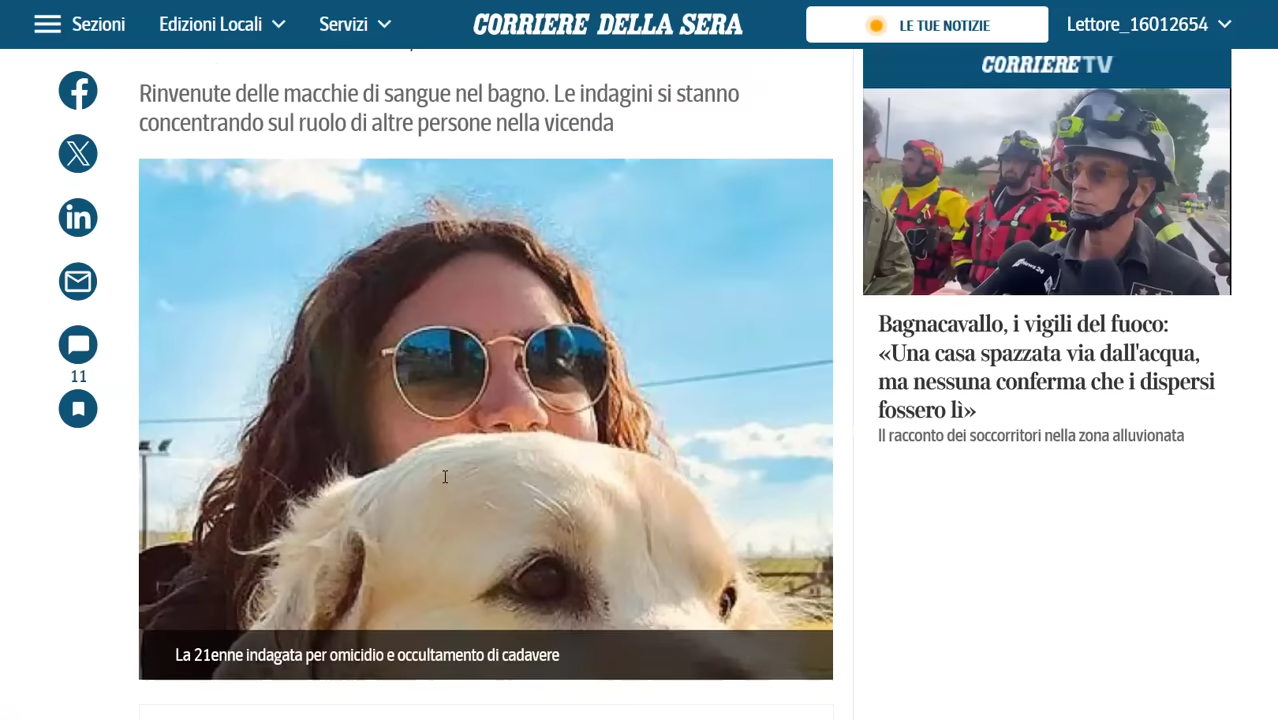 Sezioni
Edizioni Locali
Servizi
CORRIERE DELLA SERA
LE TUE NOTIZIE
Lettore_16012654
Rinvenute delle macchie di sangue nel bagno. Le indagini si stanno
concentrando sul ruolo di altre persone nella vicenda
11
La 21enne indagata per omicidio e occultamento di cadavere
CORRIERE TV
news24
Bagnacavallo, i vigili del fuoco:
«Una casa spazzata via dall'acqua,
ma nessuna conferma che i dispersi
fossero lì»
Il racconto dei soccorritori nella zona alluvionata